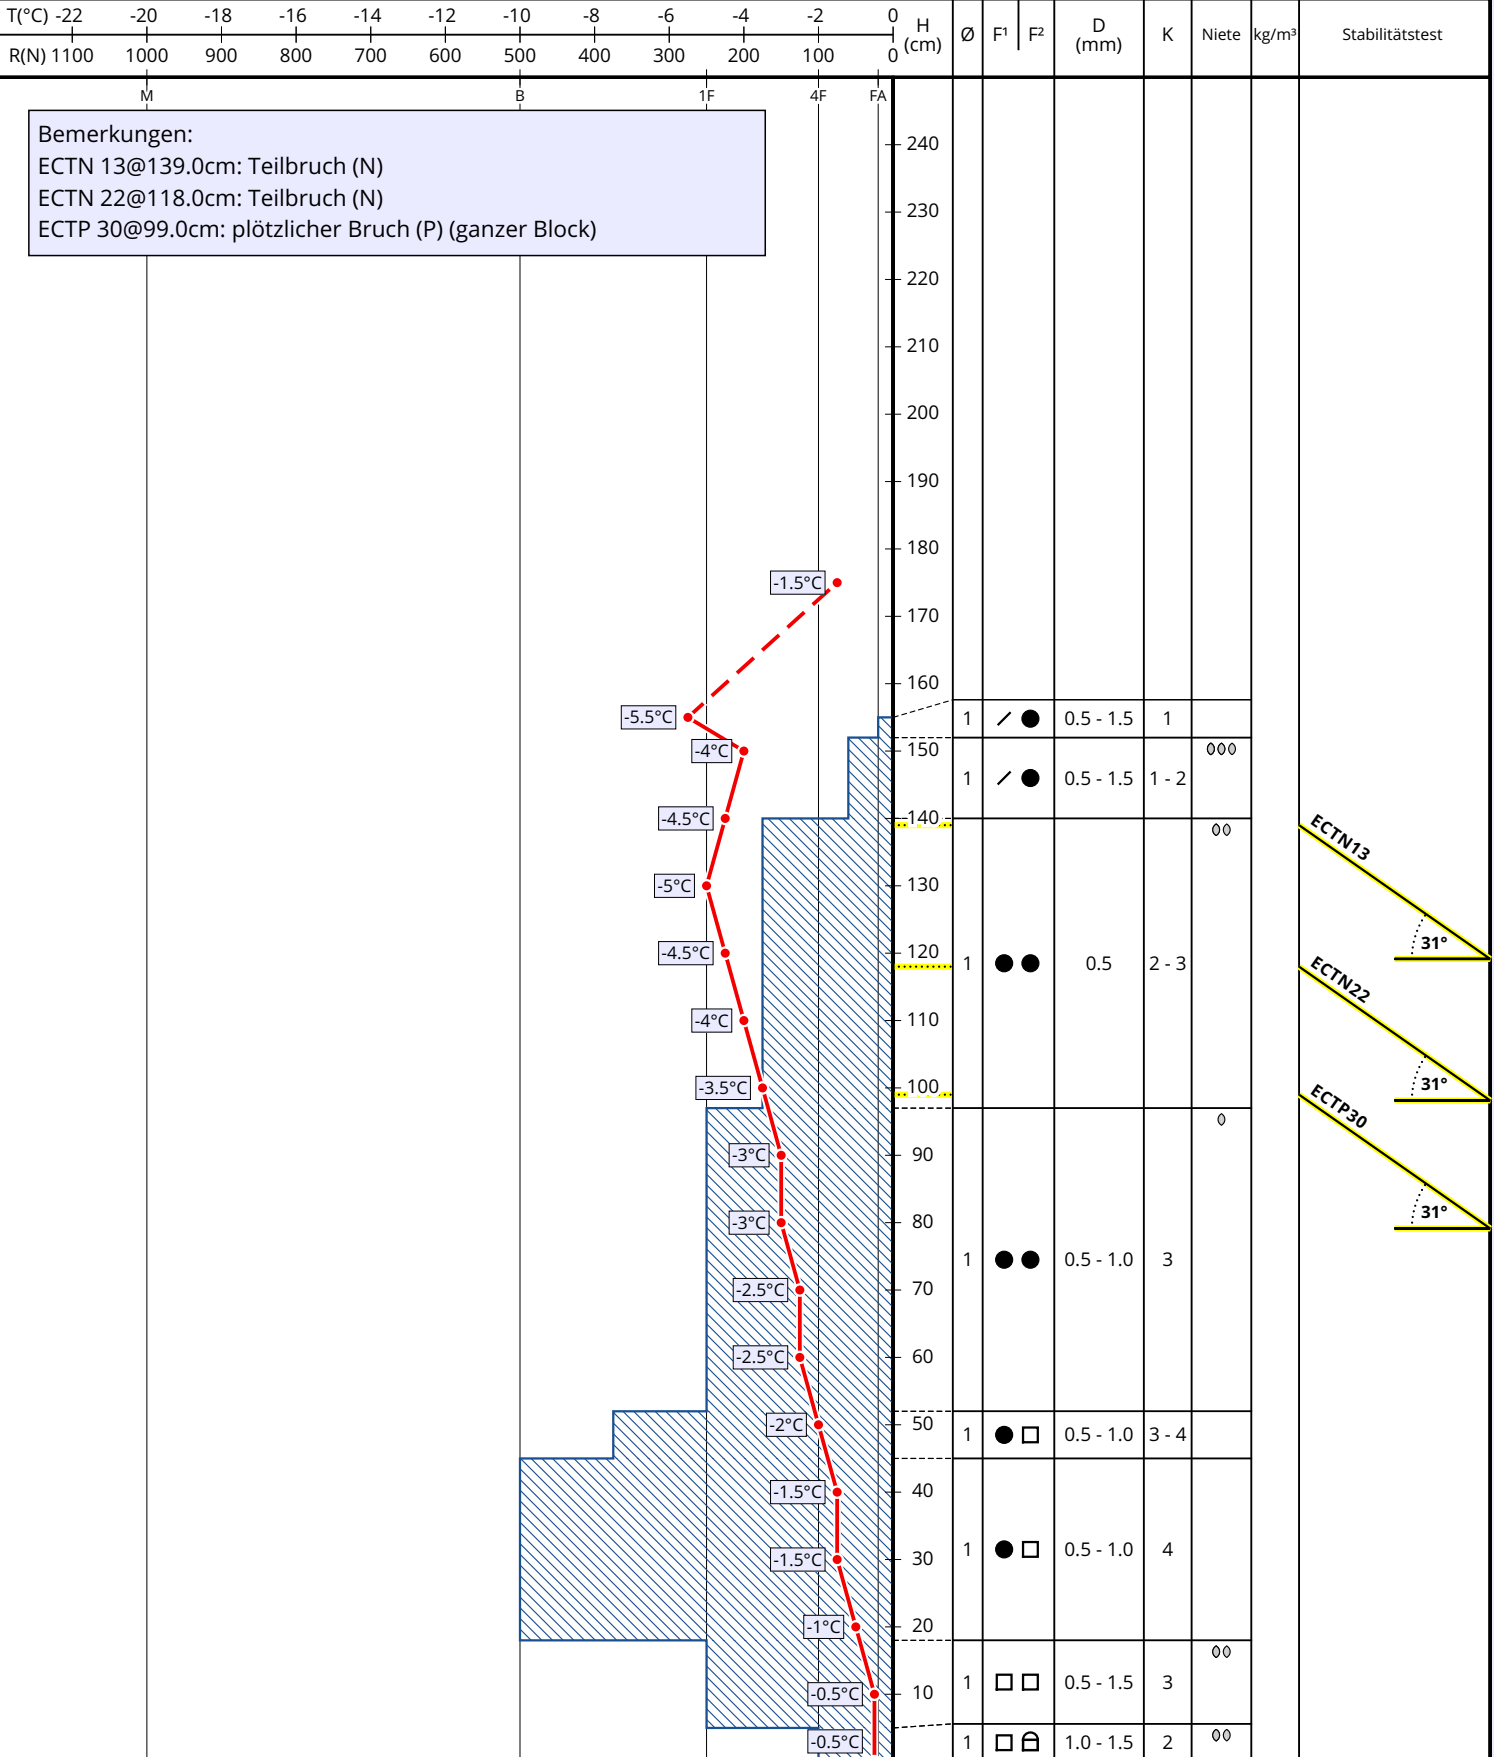 T(°C) -22 -20 -18 -16 -14 -12 -10 -8 -6 -4 -2 0
R(N) 1100 1000 900 800 700 600 500 400 300 200 100 0
H (cm) Ø F¹ F² D (mm) K Niete kg/m³ Stabilitätstest
M B 1F 4F FA
Bemerkungen:
ECTN 13@139.0cm: Teilbruch (N)
ECTN 22@118.0cm: Teilbruch (N)
ECTP 30@99.0cm: plötzlicher Bruch (P) (ganzer Block)
240
230
220
210
200
190
180
-1.5°C
170
160
-5.5°C 1 0.5 - 1.5 1
-4°C 150
1 0.5 - 1.5 1 - 2
-4.5°C 140
ECTN13
-5°C 130
31°
-4.5°C 120
1 0.5 2 - 3
ECTN22
-4°C 110
31°
-3.5°C 100
ECTP30
-3°C 90
31°
-3°C 80
1 0.5 - 1.0 3
-2.5°C 70
-2.5°C 60
-2°C 50
1 0.5 - 1.0 3 - 4
-1.5°C 40
1 0.5 - 1.0 4
-1.5°C 30
-1°C 20
1 0.5 - 1.5 3
-0.5°C 10
-0.5°C 1 1.0 - 1.5 2